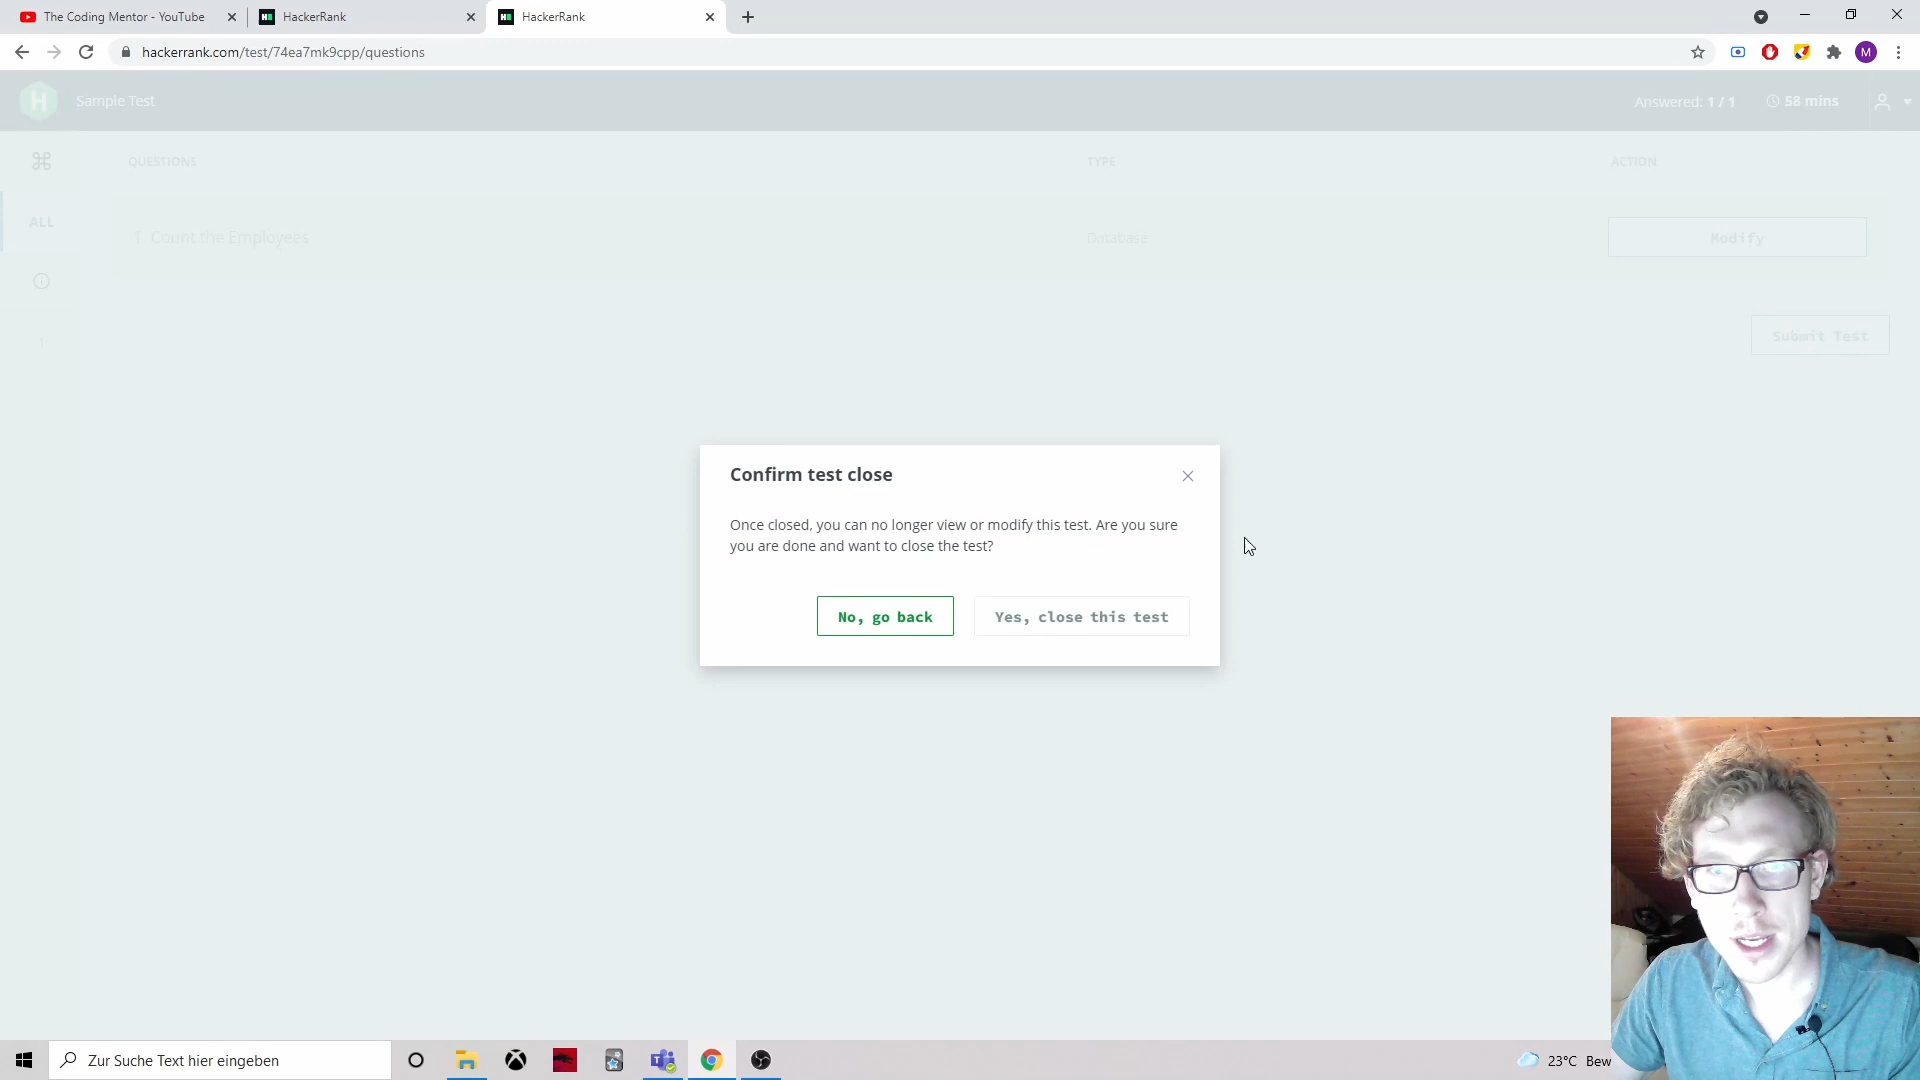 The Coding Mentor - YouTube
HackerRank
HackerRank
hackerrank.com/test/74ea7mk9cpp/questions
M
H
Sample Test
Answered: 1 / 1
58 mins
QUESTIONS
TYPE
ACTION
ALL
1. Count the Employees
Database
Modify
1
Submit Test
Confirm test close
Once closed, you can no longer view or modify this test. Are you sure
you are done and want to close the test?
No, go back
Yes, close this test
Zur Suche Text hier eingeben
23°C Bew